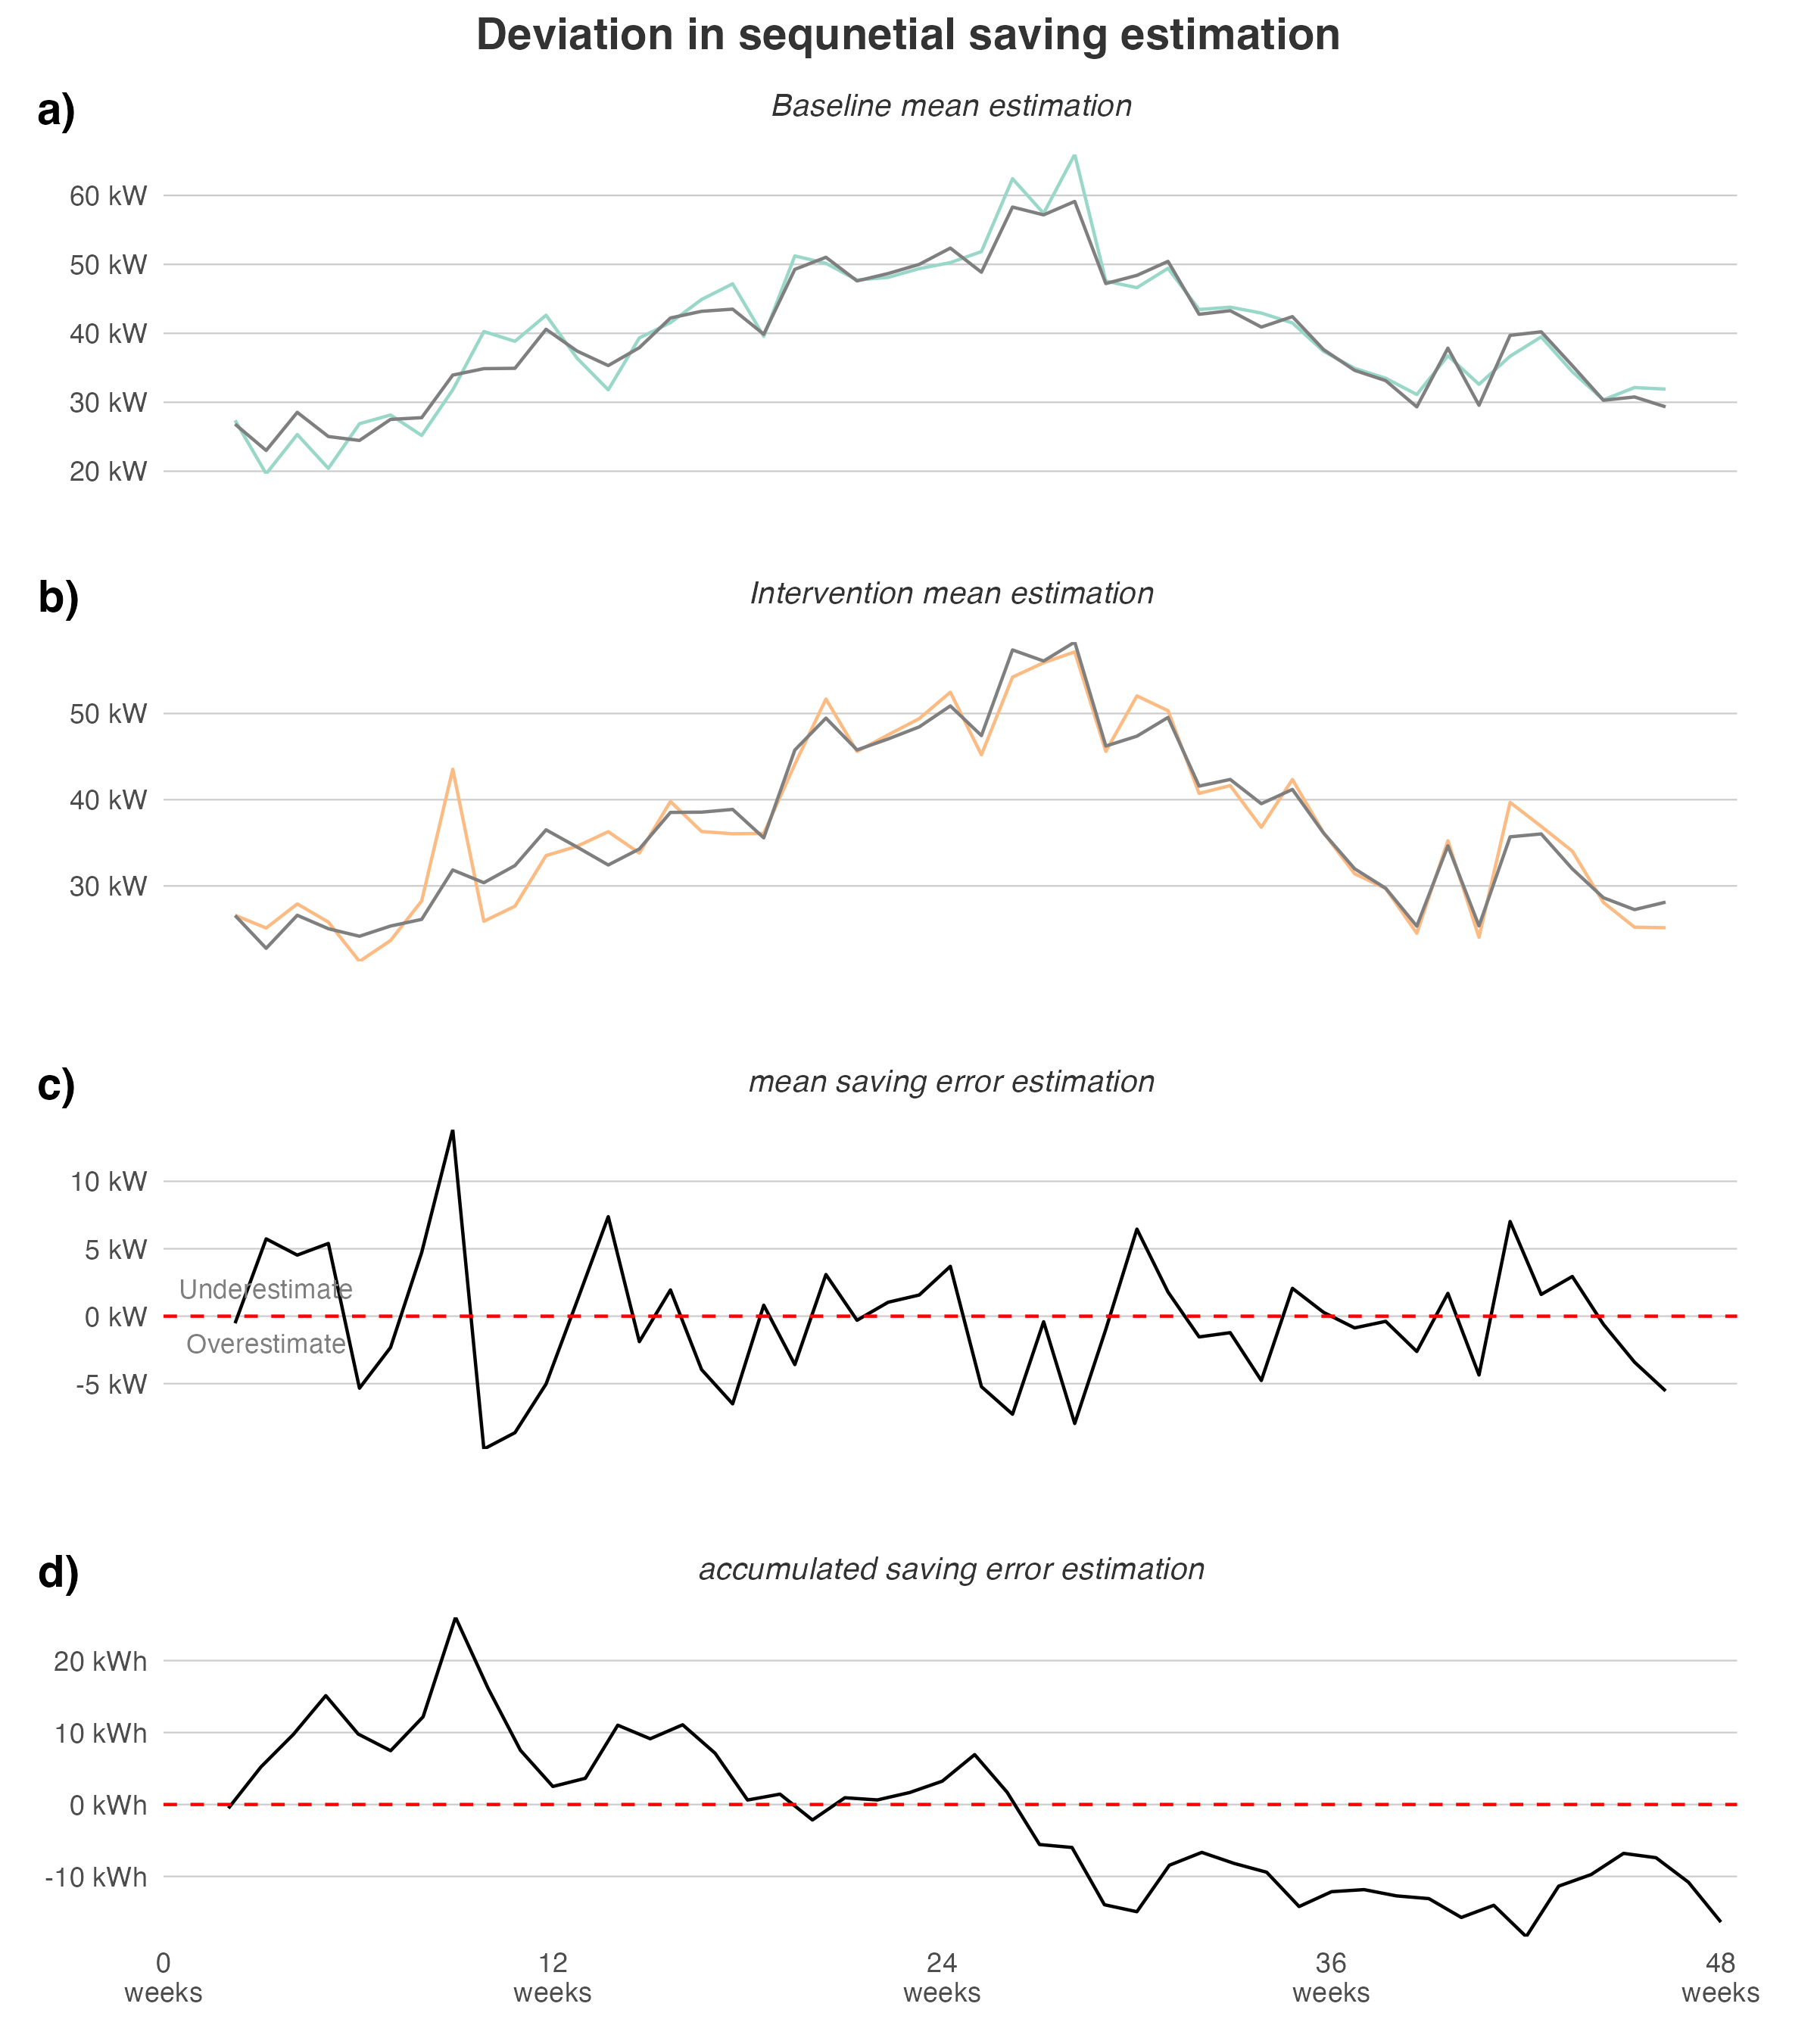 Deviation in sequnetial saving estimation
a)
Baseline mean estimation
60 kW
50 kW
40 kW
30 kW
20 kW
b)
Intervention mean estimation
50 kW
40 kW
30 kW
c)
mean saving error estimation
10 kW
5 kW
Underestimate
0 kW
Overestimate
-5 kW
d)
accumulated saving error estimation
20 kWh
10 kWh
0 kWh
-10 kWh
0 12 24 36 48
weeks weeks weeks weeks weeks